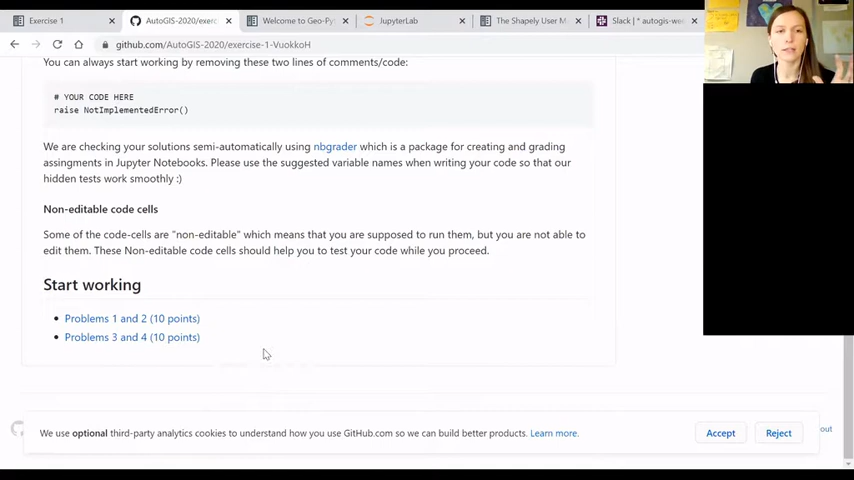 Exercise 1
AutoGIS-2020/exerc
Welcome to Geo-Py
JupyterLab
The Shapely User M
Slack | * autogis-we
github.com/AutoGIS-2020/exercise-1-VuokkoH
You can always start working by removing these two lines of comments/code:
# YOUR CODE HERE
raise NotImplementedError()
We are checking your solutions semi-automatically using nbgrader which is a package for creating and grading
assingments in Jupyter Notebooks. Please use the suggested variable names when writing your code so that our
hidden tests work smoothly :)
Non-editable code cells
Some of the code-cells are "non-editable" which means that you are supposed to run them, but you are not able to
edit them. These Non-editable code cells should help you to test your code while you proceed.
Start working
• Problems 1 and 2 (10 points)
• Problems 3 and 4 (10 points)
We use optional third-party analytics cookies to understand how you use GitHub.com so we can build better products. Learn more.
Accept
Reject
out